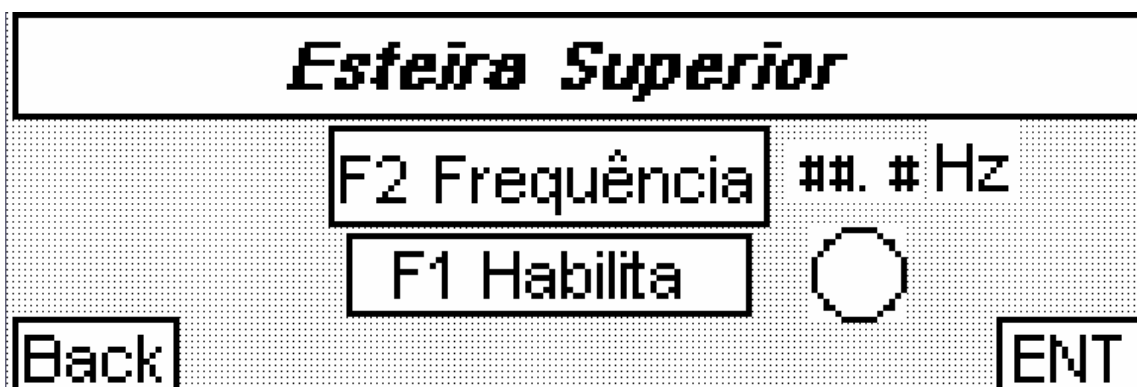 Esteira Superior
F2 Frequência ##.# Hz
F1 Habilita
Back ENT